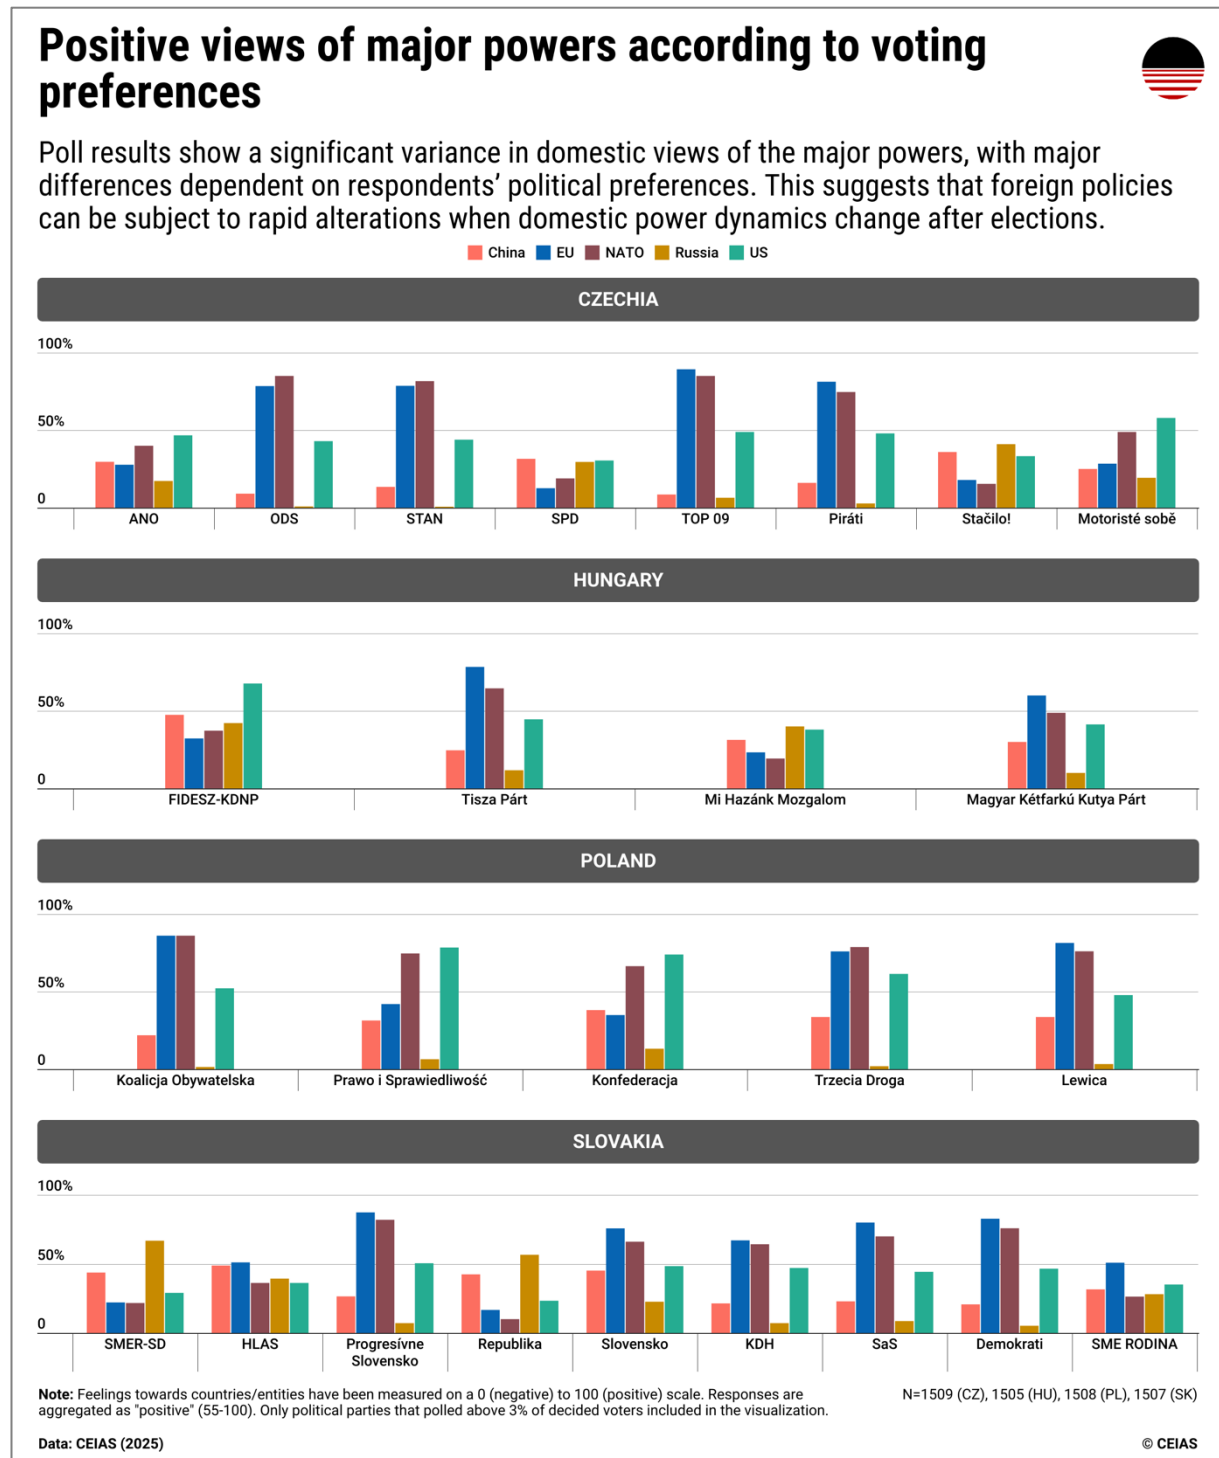 Positive views of major powers according to voting
preferences
Poll results show a significant variance in domestic views of the major powers, with major
differences dependent on respondents’ political preferences. This suggests that foreign policies
can be subject to rapid alterations when domestic power dynamics change after elections.
China EU NATO Russia US
CZECHIA
100%
50%
0
ANO ODS STAN SPD TOP 09 Piráti Stačilo! Motoristé sobě
HUNGARY
100%
50%
0
FIDESZ-KDNP Tisza Párt Mi Hazánk Mozgalom Magyar Kétfarkú Kutya Párt
POLAND
100%
50%
0
Koalicja Obywatelska Prawo i Sprawiedliwość Konfederacja Trzecia Droga Lewica
SLOVAKIA
100%
50%
0
SMER-SD HLAS Progresívne Republika Slovensko KDH SaS Demokrati SME RODINA
Slovensko
Note: Feelings towards countries/entities have been measured on a 0 (negative) to 100 (positive) scale. Responses are
aggregated as "positive" (55-100). Only political parties that polled above 3% of decided voters included in the visualization.
N=1509 (CZ), 1505 (HU), 1508 (PL), 1507 (SK)
Data: CEIAS (2025)
© CEIAS